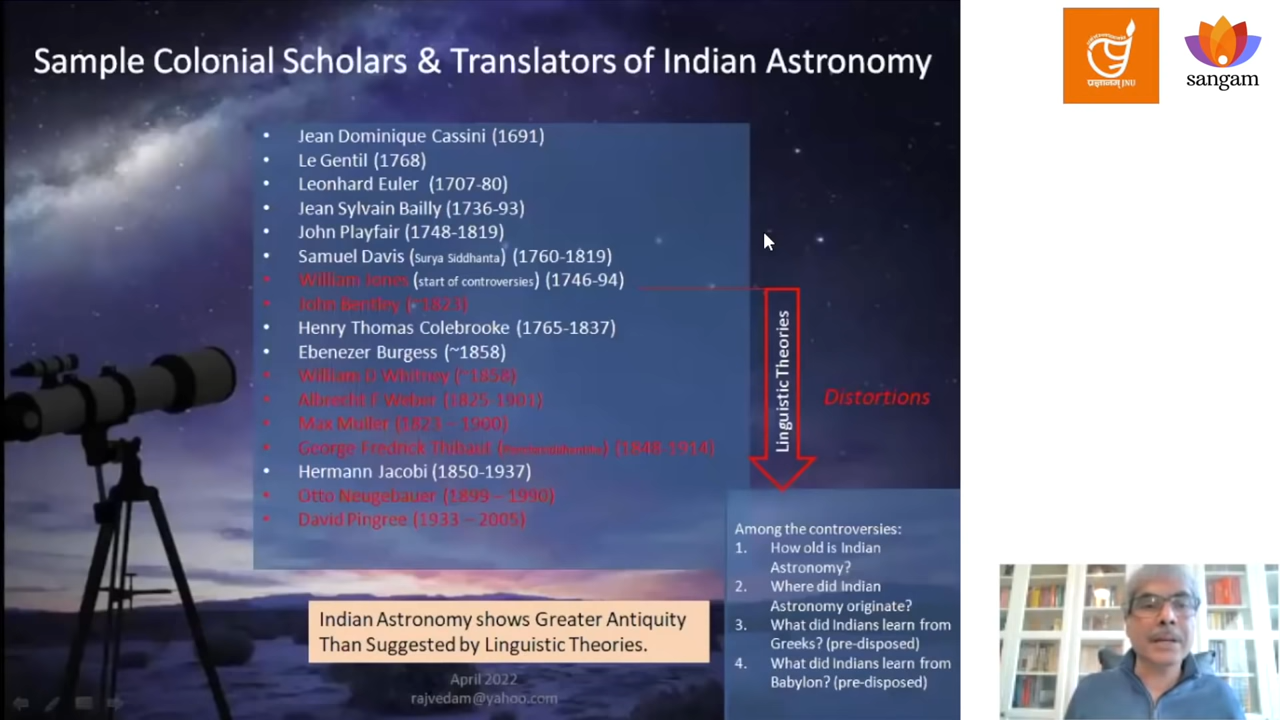 Sample Colonial Scholars & Translators of Indian Astronomy
• Jean Dominique Cassini (1691)
• Le Gentil (1768)
• Leonhard Euler (1707-80)
• Jean Sylvain Bailly (1736-93)
• John Playfair (1748-1819)
• Samuel Davis (Surya Siddhanta) (1760-1819)
• William Jones (start of controversies) (1746-94)
• John Bentley (~1823)
• Henry Thomas Colebrooke (1765-1837)
• Ebenezer Burgess (~1858)
• William D Whitney (~1858)
• Albrecht F Weber (1825-1901)
• Max Muller (1823 – 1900)
• George Fredrick Thibaut (1848-1914)
• Hermann Jacobi (1850-1937)
• Otto Neugebauer (1899 – 1990)
• David Pingree (1933 – 2005)
Linguistic Theories
Distortions
Among the controversies:
1. How old is Indian
Astronomy?
2. Where did Indian
Astronomy originate?
3. What did Indians learn from
Greeks? (pre-disposed)
4. What did Indians learn from
Babylon? (pre-disposed)
Indian Astronomy shows Greater Antiquity
Than Suggested by Linguistic Theories.
April 2022
rajvedam@yahoo.com
JNU
sangam